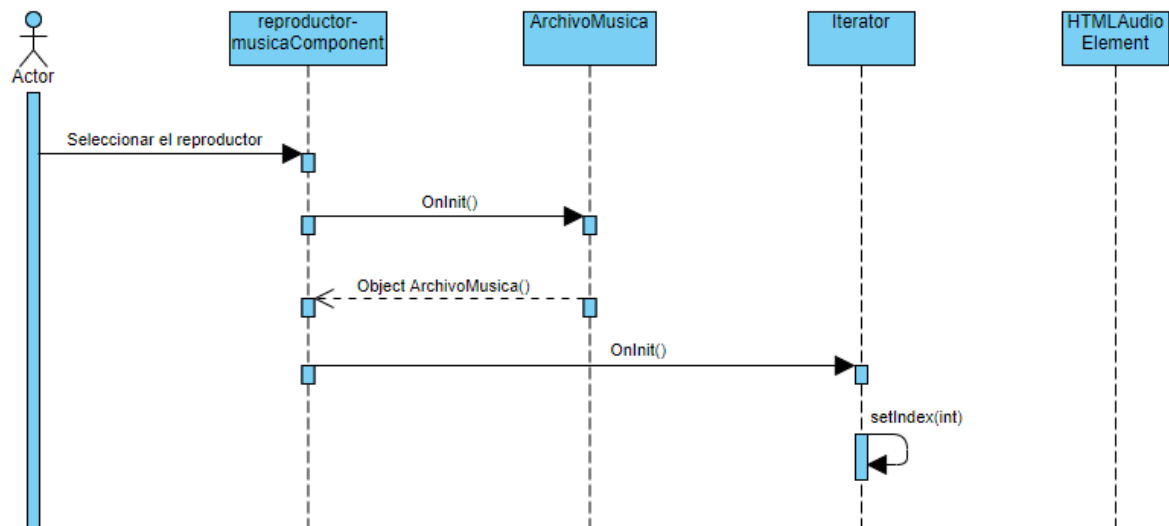 Actor
reproductor-
musicaComponent
ArchivoMusica
Iterator
HTMLAudio
Element
Seleccionar el reproductor
OnInit()
Object ArchivoMusica()
OnInit()
setIndex(int)